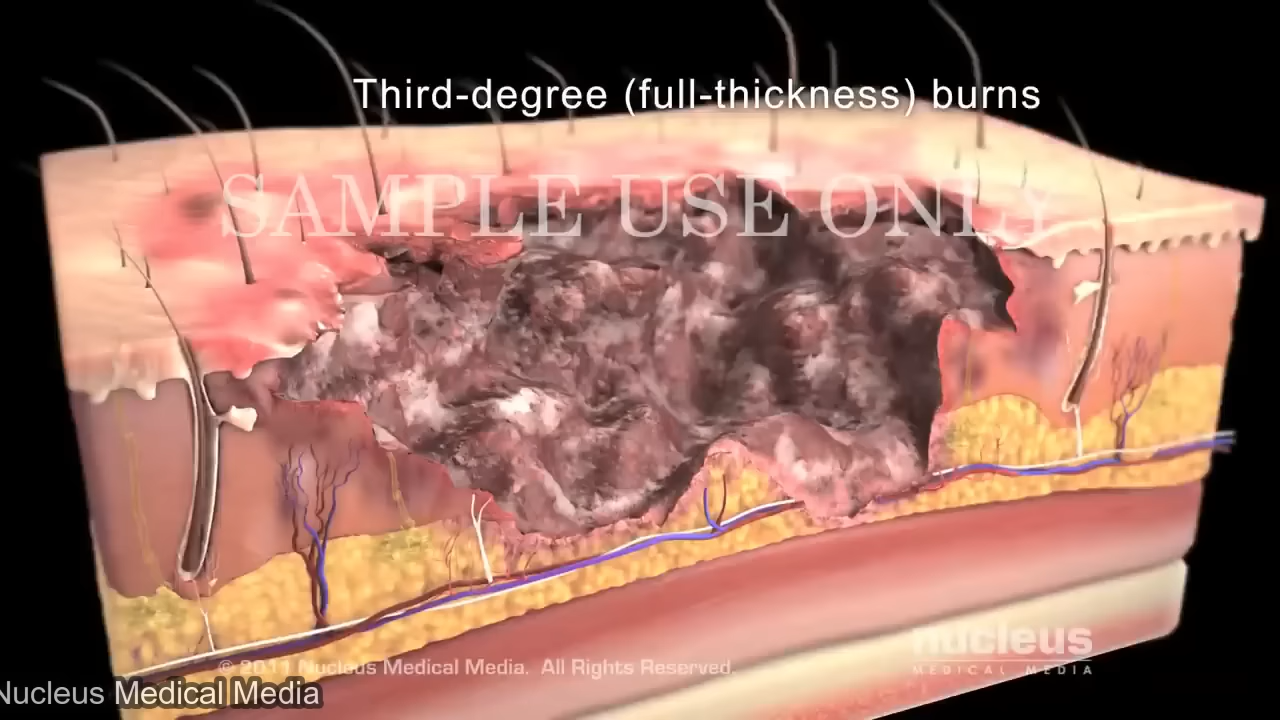 Third-degree (full-thickness) burns
SAMPLE USE ONLY
nucleus
MEDICAL MEDIA
© 2011 Nucleus Medical Media. All Rights Reserved.
Nucleus Medical Media